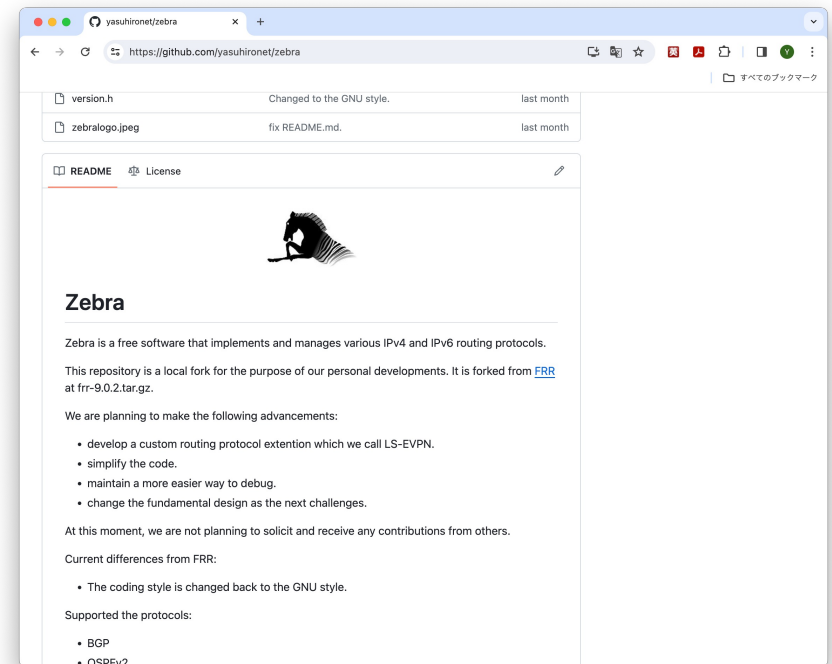 yasuhironet/zebra
https://github.com/yasuhironet/zebra
英
Y
すべてのブックマーク
version.h Changed to the GNU style. last month
zebralogo.jpeg fix README.md. last month
README License
Zebra
Zebra is a free software that implements and manages various IPv4 and IPv6 routing protocols.
This repository is a local fork for the purpose of our personal developments. It is forked from FRR
at frr-9.0.2.tar.gz.
We are planning to make the following advancements:
• develop a custom routing protocol extention which we call LS-EVPN.
• simplify the code.
• maintain a more easier way to debug.
• change the fundamental design as the next challenges.
At this moment, we are not planning to solicit and receive any contributions from others.
Current differences from FRR:
• The coding style is changed back to the GNU style.
Supported the protocols:
• BGP
• OSPFv2